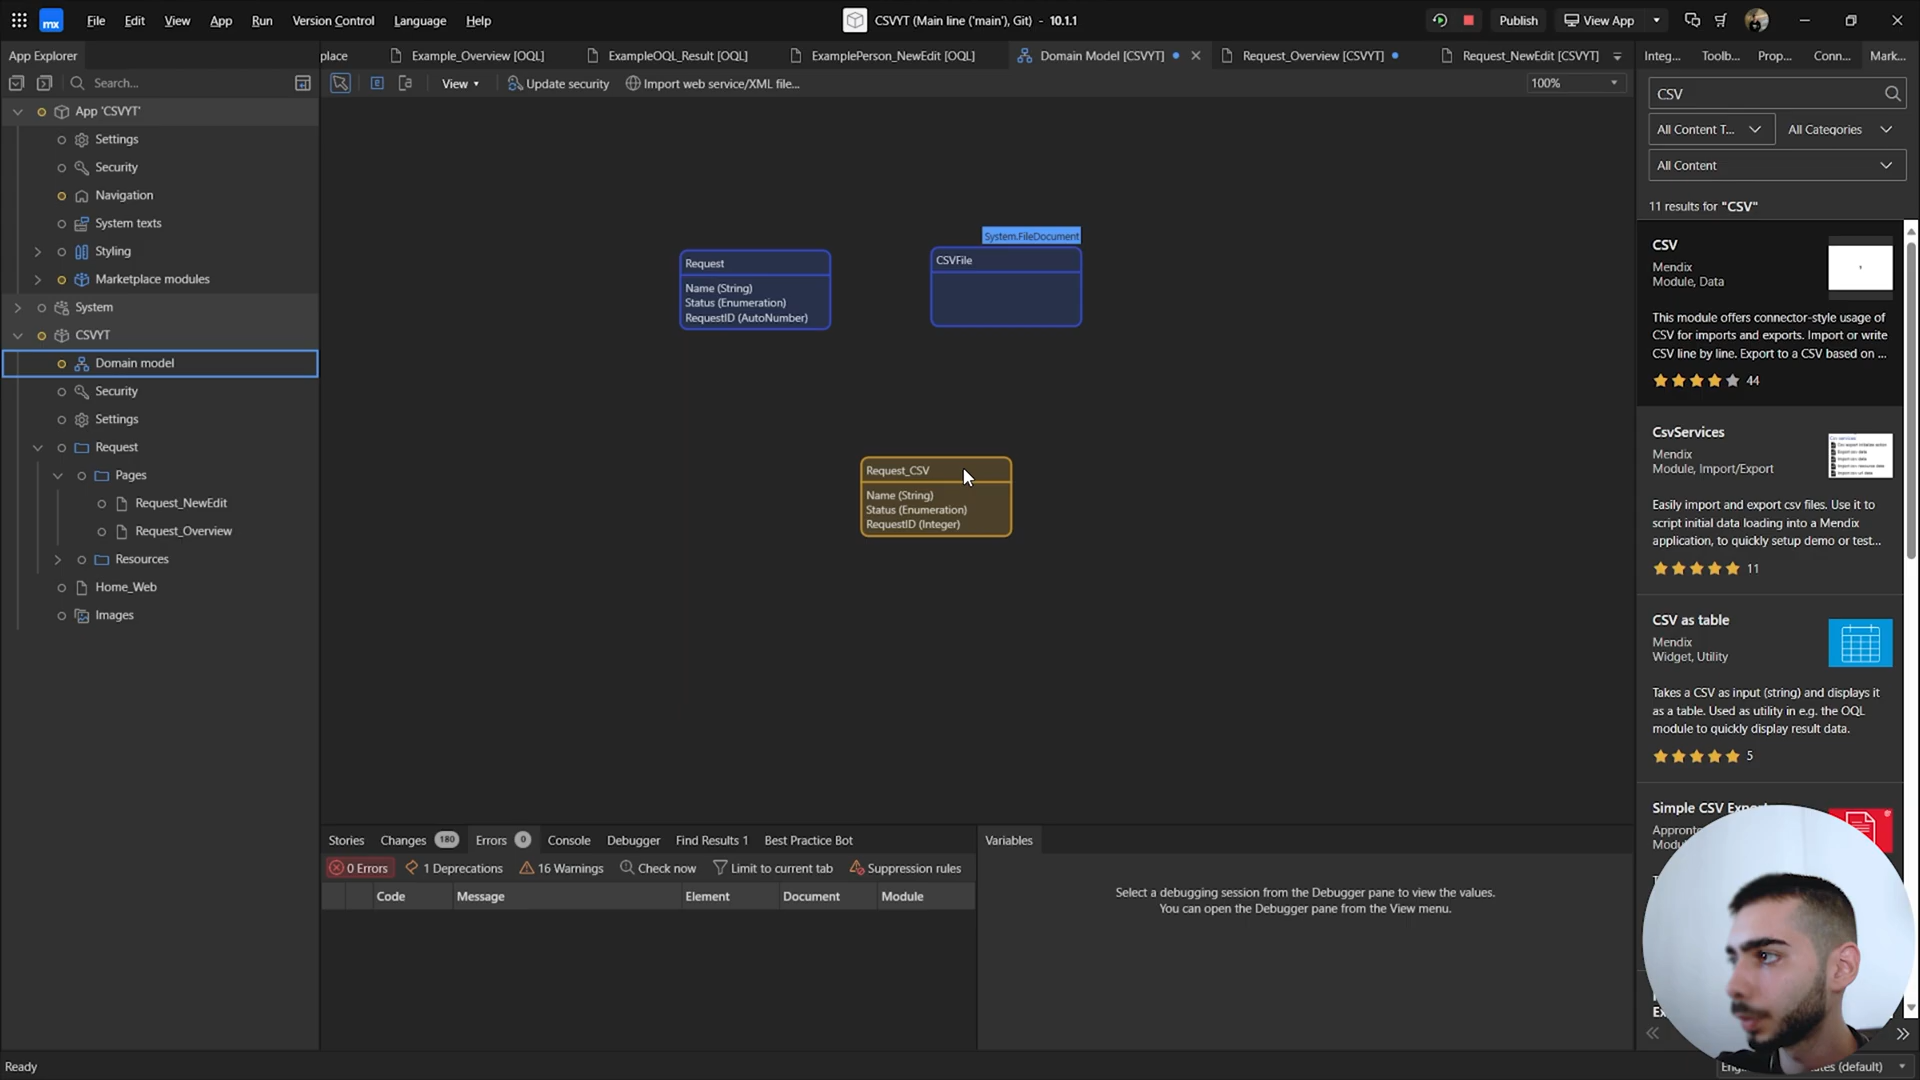 mx
File
Edit
View
App
Run
Version Control
Language
Help
CSVYT (Main line ('main'), Git) - 10.1.1
Publish
View App
App Explorer
place
Example_Overview [OQL]
ExampleOQL_Result [OQL]
ExamplePerson_NewEdit [OQL]
Domain Model [CSVYT]
Request_Overview [CSVYT]
Request_NewEdit [CSVYT]
Integ...
Toolb...
Prop...
Conn...
Mark...
Search...
View
Update security
Import web service/XML file...
100%
App 'CSVYT'
Settings
Security
Navigation
System texts
Styling
Marketplace modules
System
CSVYT
Domain model
Security
Settings
Request
Pages
Request_NewEdit
Request_Overview
Resources
Home_Web
Images
Request
Name (String)
Status (Enumeration)
RequestID (AutoNumber)
System.FileDocument
CSVFile
Request_CSV
Name (String)
Status (Enumeration)
RequestID (Integer)
CSV
All Content T...
All Categories
All Content
11 results for "CSV"
CSV
Mendix
Module, Data
This module offers connector-style usage of
CSV for imports and exports. Import or write
CSV line by line. Export to a CSV based on ...
44
CsvServices
Mendix
Module, Import/Export
Easily import and export csv files. Use it to
script initial data loading into a Mendix
application, to quickly setup demo or test...
11
CSV as table
Mendix
Widget, Utility
Takes a CSV as input (string) and displays it
as a table. Used as utility in e.g. the OQL
module to quickly display result data.
5
Simple CSV Expo
Appronto
Modu
Stories
Changes 180
Errors 0
Console
Debugger
Find Results 1
Best Practice Bot
Variables
0 Errors
1 Deprecations
16 Warnings
Check now
Limit to current tab
Suppression rules
Code
Message
Element
Document
Module
Select a debugging session from the Debugger pane to view the values.
You can open the Debugger pane from the View menu.
Ready
(default)